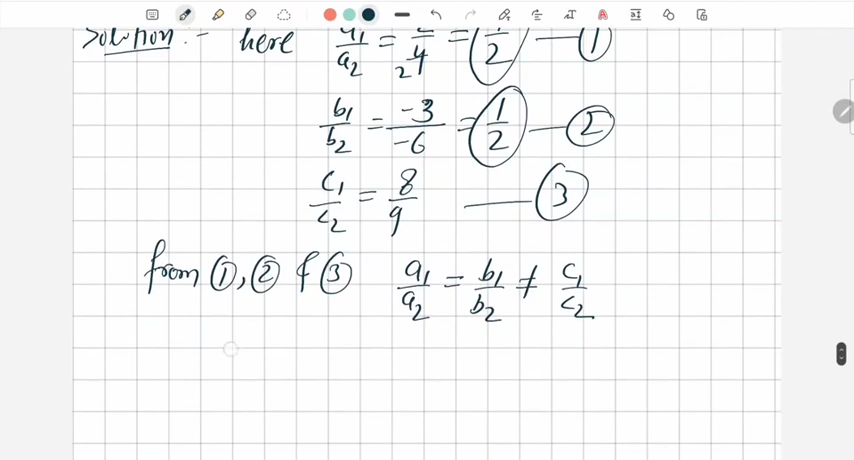 Solution :- here a1/a2 = 2/4 = 1/2 — 1
2
b1/b2 = -3/-6 = 1/2 — 2
c1/c2 = 8/9 — 3
from 1, 2 & 3 a1/a2 = b1/b2 ≠ c1/c2